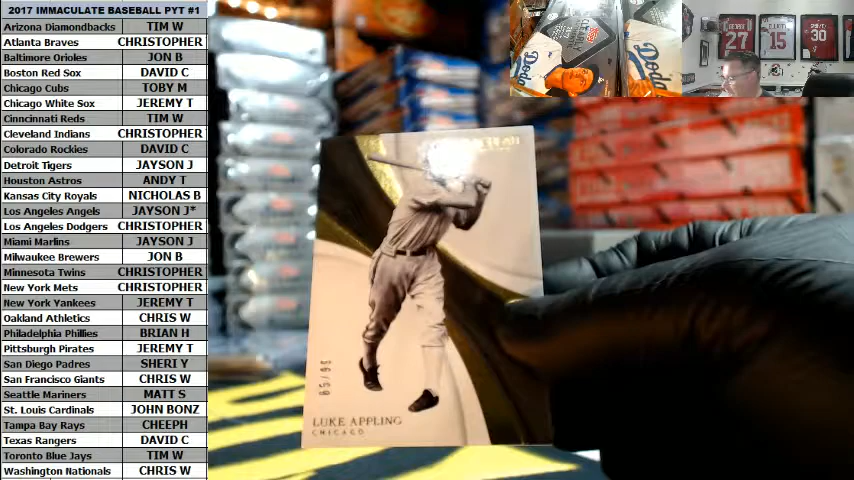 2017 IMMACULATE BASEBALL PYT #1
Arizona Diamondbacks TIM W
Atlanta Braves CHRISTOPHER
Baltimore Orioles JON B
Boston Red Sox DAVID C
Chicago Cubs TOBY M
Chicago White Sox JEREMY T
Cinncinnati Reds TIM W
Cleveland Indians CHRISTOPHER
Colorado Rockies DAVID C
Detroit Tigers JAYSON J
Houston Astros ANDY T
Kansas City Royals NICHOLAS B
Los Angeles Angels JAYSON J*
Los Angeles Dodgers CHRISTOPHER
Miami Marlins JAYSON J
Milwaukee Brewers JON B
Minnesota Twins CHRISTOPHER
New York Mets CHRISTOPHER
New York Yankees JEREMY T
Oakland Athletics CHRIS W
Philadelphia Phillies BRIAN H
Pittsburgh Pirates JEREMY T
San Diego Padres SHERI Y
San Francisco Giants CHRIS W
Seattle Mariners MATT S
St. Louis Cardinals JOHN BONZ
Tampa Bay Rays CHEEPH
Texas Rangers DAVID C
Toronto Blue Jays TIM W
Washington Nationals CHRIS W
LUKE APPLING
CHICAGO
GEORGE
27
ELLIOTT
15
30